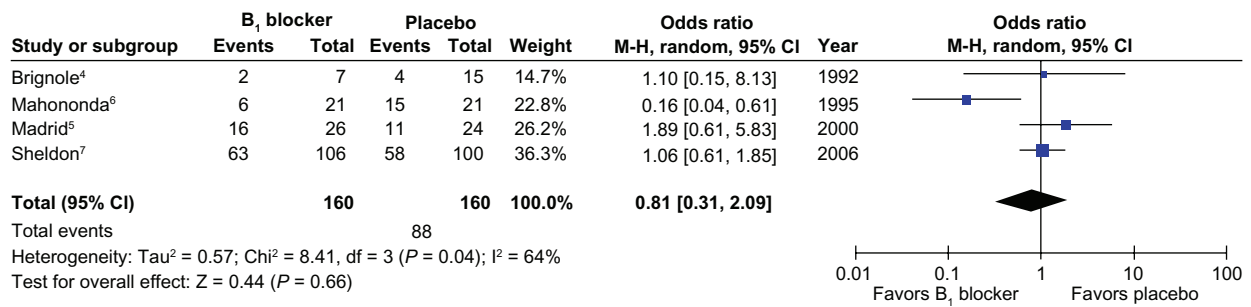 B₁ blocker Placebo Odds ratio Odds ratio
Study or subgroup Events Total Events Total Weight M-H, random, 95% CI Year M-H, random, 95% CI
Brignole⁴ 2 7 4 15 14.7% 1.10 [0.15, 8.13] 1992
Mahononda⁶ 6 21 15 21 22.8% 0.16 [0.04, 0.61] 1995
Madrid⁵ 16 26 11 24 26.2% 1.89 [0.61, 5.83] 2000
Sheldon⁷ 63 106 58 100 36.3% 1.06 [0.61, 1.85] 2006
Total (95% CI) 160 160 100.0% 0.81 [0.31, 2.09]
Total events 88
Heterogeneity: Tau² = 0.57; Chi² = 8.41, df = 3 (P = 0.04); I² = 64%
Test for overall effect: Z = 0.44 (P = 0.66)
0.01 0.1 1 10 100
Favors B₁ blocker Favors placebo